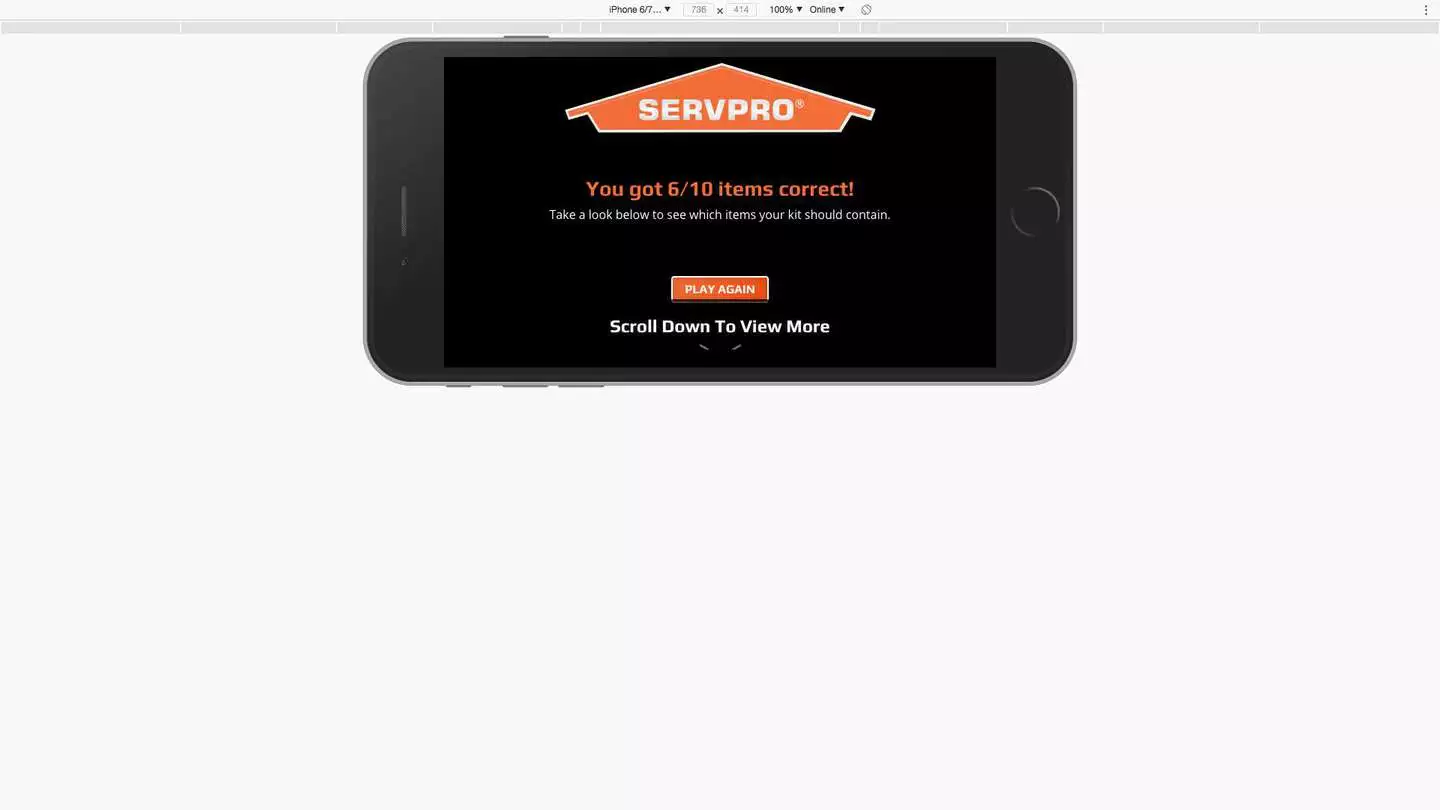 iPhone 6/7... ▼ 736 × 414 100% ▼ Online ▼
SERVPRO®
You got 6/10 items correct!
Take a look below to see which items your kit should contain.
PLAY AGAIN
Scroll Down To View More